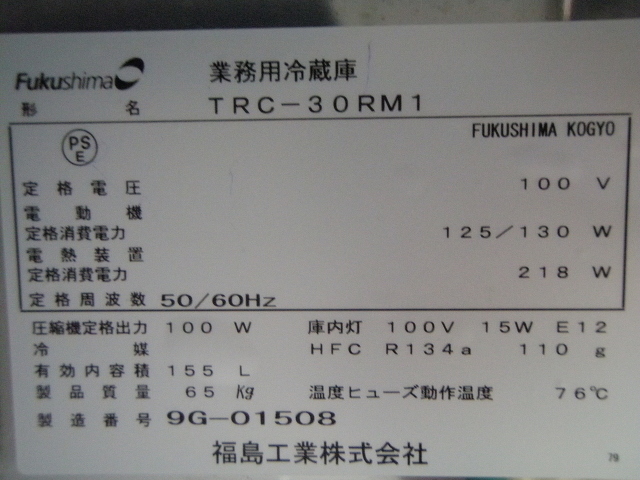 Fukushima 業務用冷蔵庫
形名 TRC-30RM1
PS E FUKUSHIMA KOGYO
定格電圧 100 V
電動機
定格消費電力 125/130 W
電熱装置
定格消費電力 218 W
定格周波数 50/60Hz
圧縮機定格出力 100 W 庫内灯 100V 15W E12
冷媒 HFC R134a 110 g
有効内容積 155 L
製品質量 65 Kg 温度ヒューズ動作温度 76℃
製造番号 9G-01508
福島工業株式会社
79